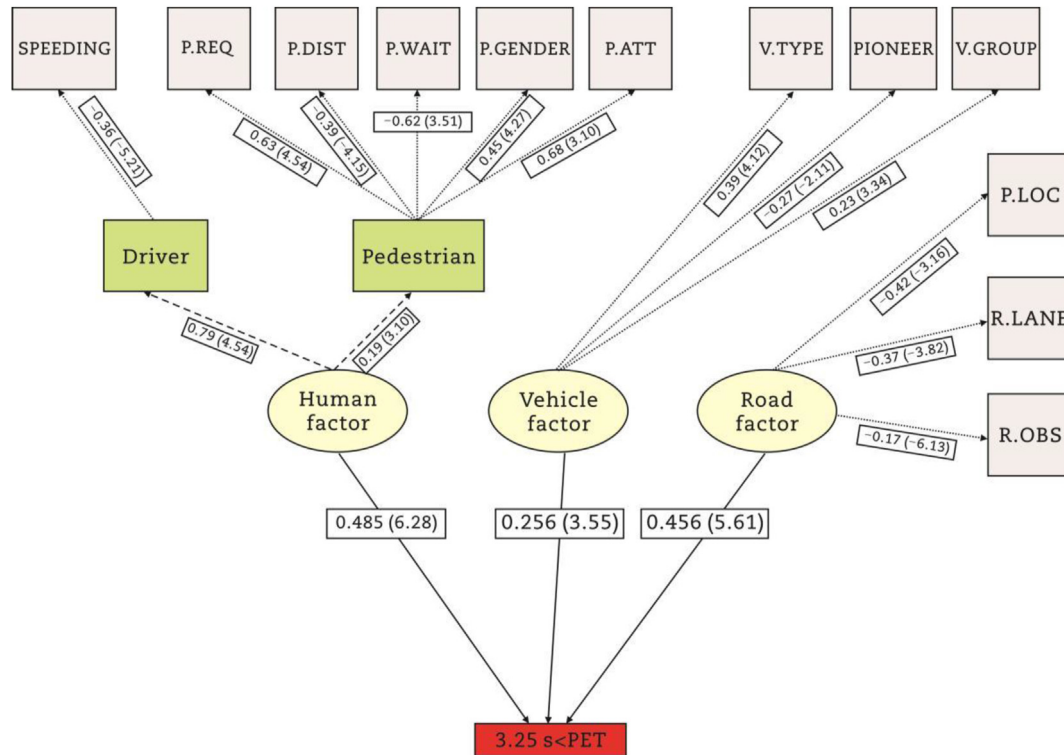 SPEEDING
P.REQ
P.DIST
P.WAIT
P.GENDER
P.ATT
V.TYPE
PIONEER
V.GROUP
−0.36 (−5.21)
0.63 (4.54)
−0.39 (−4.15)
−0.62 (3.51)
0.45 (4.27)
0.68 (3.10)
0.39 (4.12)
−0.27 (−2.11)
0.23 (3.34)
P.LOC
Driver
Pedestrian
−0.42 (−3.16)
R.LANE
0.79 (4.54)
0.19 (3.10)
−0.37 (−3.82)
Human
factor
Vehicle
factor
Road
factor
−0.17 (−6.13)
R.OBS
0.485 (6.28)
0.256 (3.55)
0.456 (5.61)
3.25 s<PET